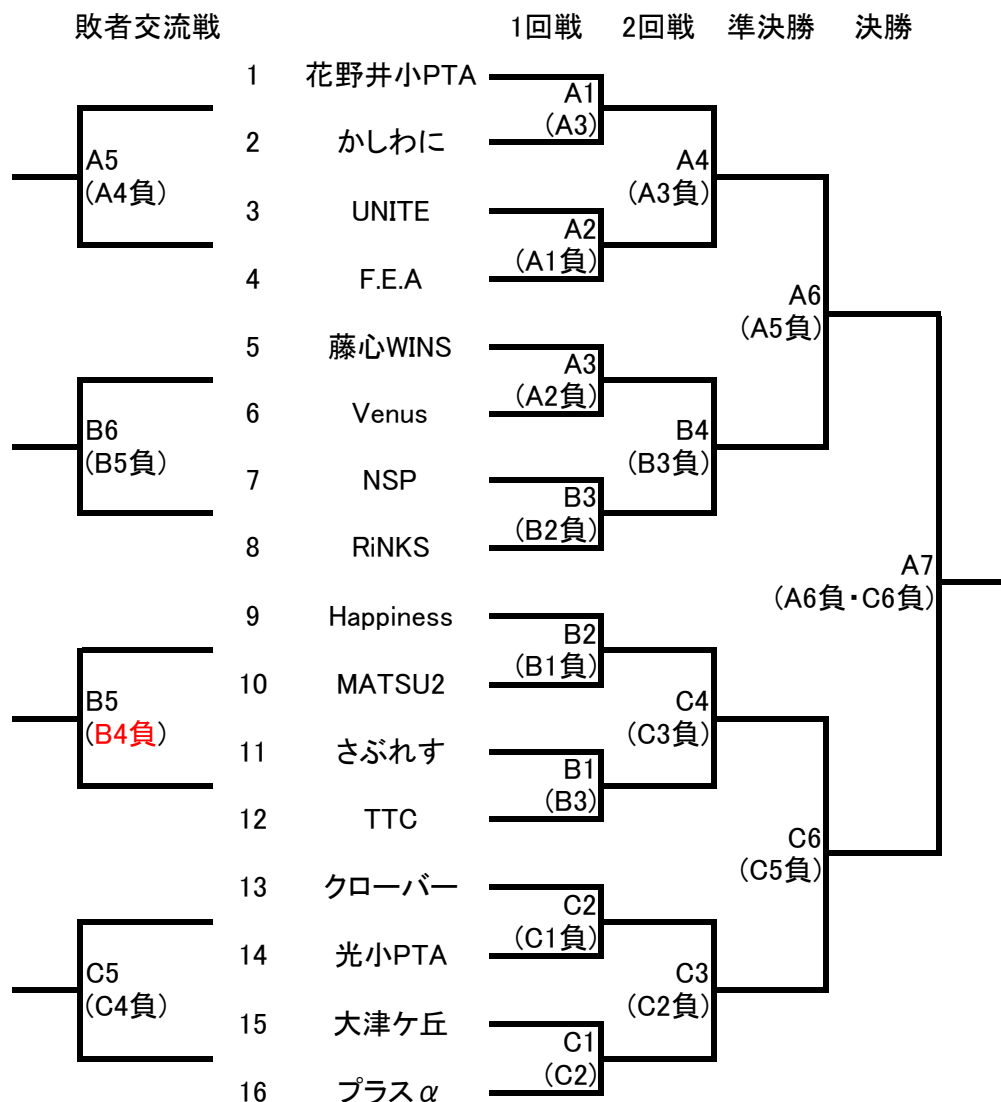 敗者交流戦 1回戦 2回戦 準決勝 決勝
1 花野井小PTA
A1
(A3)
2 かしわに
A5
(A4負)
A4
(A3負)
3 UNITE
A2
(A1負)
4 F.E.A
A6
(A5負)
5 藤心WINS
A3
(A2負)
6 Venus
B6
(B5負)
B4
(B3負)
7 NSP
B3
(B2負)
8 RiNKS
A7
(A6負・C6負)
9 Happiness
B2
(B1負)
10 MATSU2
B5
(B4負)
C4
(C3負)
11 さぶれす
B1
(B3)
12 TTC
C6
(C5負)
13 クローバー
C2
(C1負)
14 光小PTA
C5
(C4負)
C3
(C2負)
15 大津ケ丘
C1
(C2)
16 プラスα